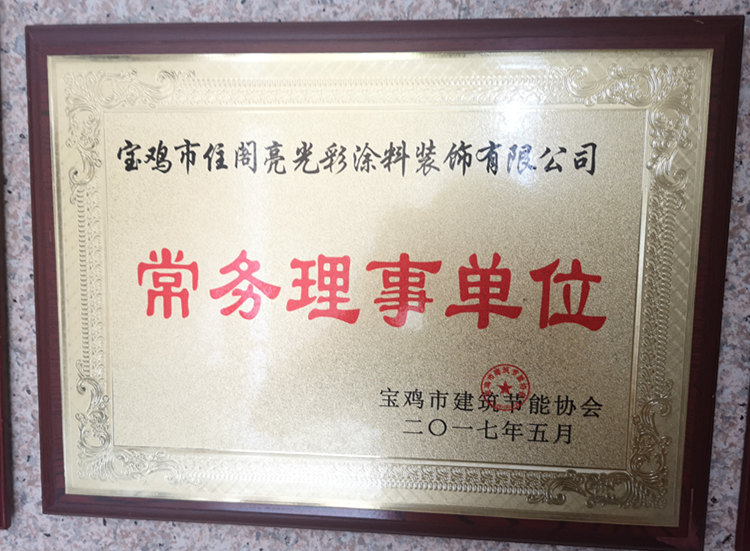 宝鸡市住阁亮光彩涂料装饰有限公司
常务理事单位
宝鸡市建筑节能协会
二〇一七年五月